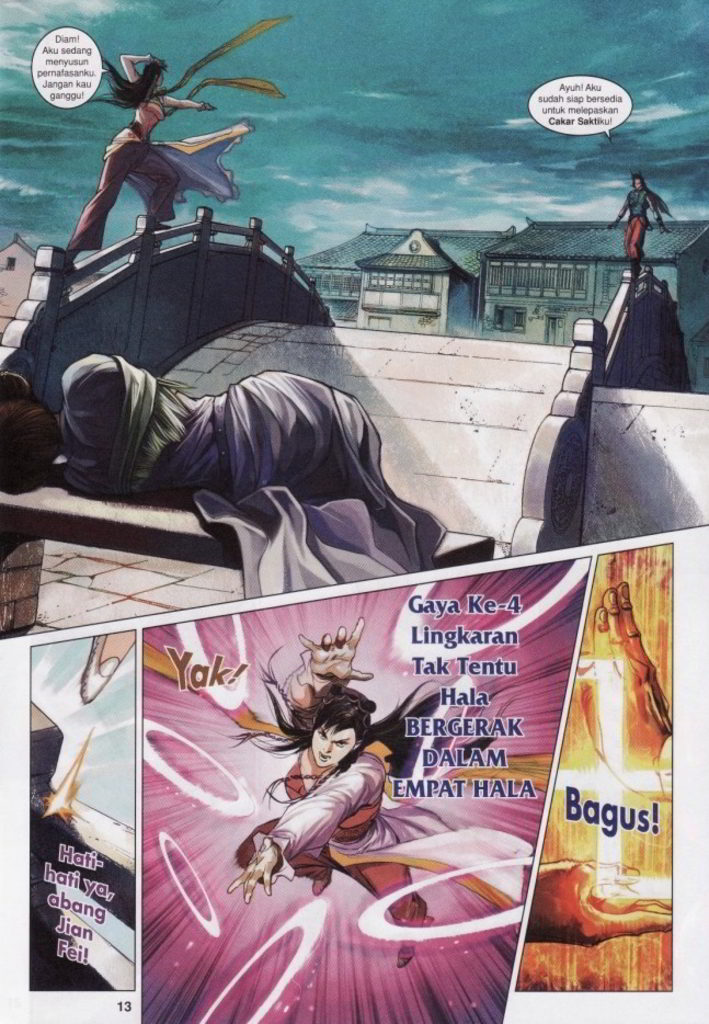 Diam!
Aku sedang
menyusun
pernafasanku.
Jangan kau
ganggu!
Ayuh! Aku
sudah siap bersedia
untuk melepaskan
Cakar Saktiku!
Yak!
Gaya Ke-4
Lingkaran
Tak Tentu
Hala
BERGERAK
DALAM
EMPAT HALA
Bagus!
Hati-
hati ya,
abang
Jian
Fei!
13